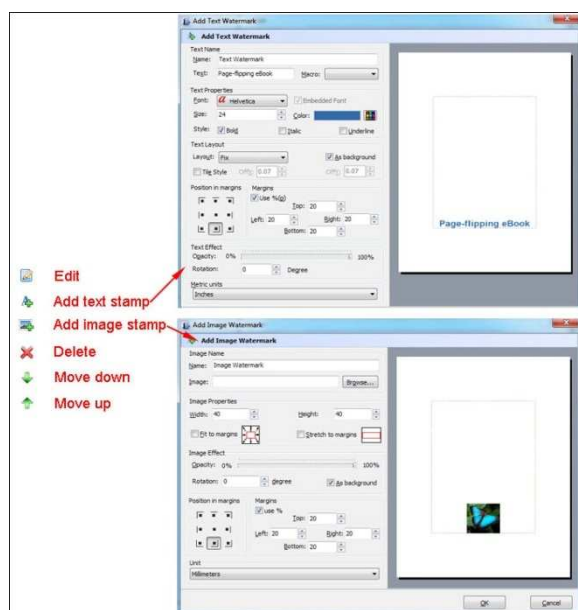 Add Text Watermark
Add Text Watermark
Text Name
Name: Text Watermark
Text: Page-flipping eBook Macro:
Text Properties
Font: a Helvetica Embedded Font
Size: 24 Color:
Style: Bold Italic Underline
Text Layout
Layout: Fix As background
Tile Style 0.07 0.07
Position in margins Margins
Use %(g)
Top: 20
Left: 20 Right: 20
Bottom: 20
Text Effect
Opacity: 0% 100%
Rotation: 0 Degree
Metric units
Inches
Page-flipping eBook
Edit
Add text stamp
Add image stamp
Delete
Move down
Move up
Add Image Watermark
Add Image Watermark
Image Name
Name: Image Watermark
Image: Browse...
Image Properties
Width: 40 Height: 40
Fit to margins Stretch to margins
Image Effect
Opacity: 0% 100%
Rotation: 0 degree As background
Position in margins Margins
use %
Top: 20
Left: 20 Right: 20
Bottom: 20
Unit
Millimeters
OK Cancel